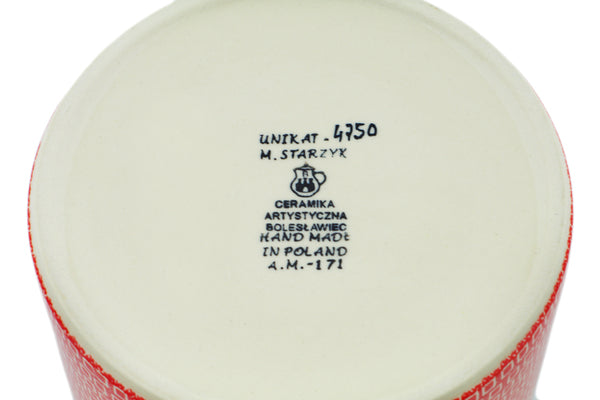 UNIKAT - 4750
M. STARZYK
CERAMIKA
ARTYSTYCZNA
BOLESŁAWIEC
HAND MADE
IN POLAND
A.M.-171